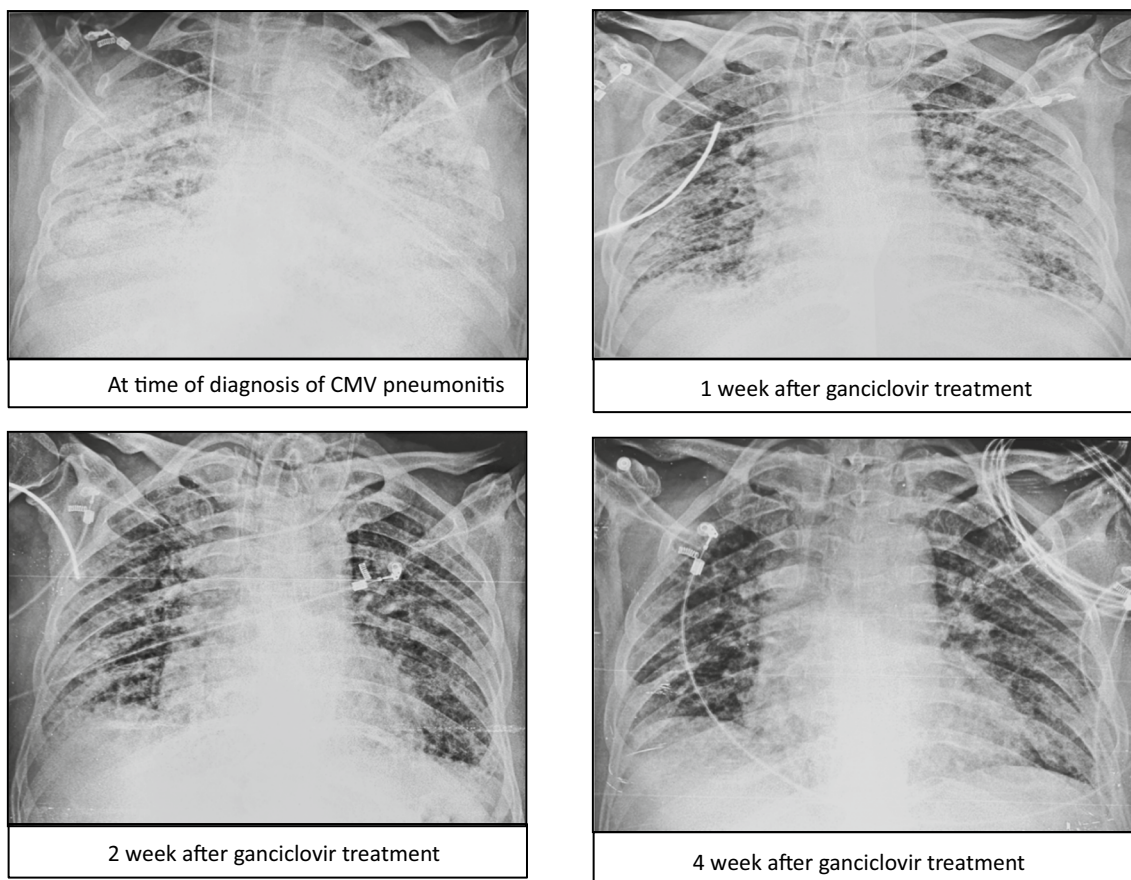 At time of diagnosis of CMV pneumonitis
1 week after ganciclovir treatment
2 week after ganciclovir treatment
4 week after ganciclovir treatment